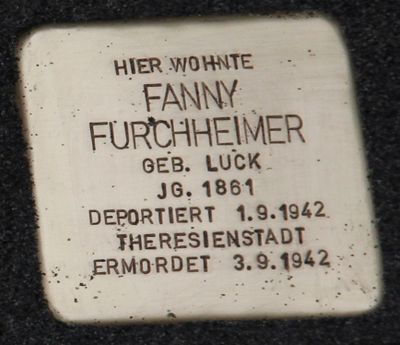 HIER WOHNTE
FANNY
FURCHHEIMER
GEB. LUCK
JG. 1861
DEPORTIERT 1.9.1942
THERESIENSTADT
ERMORDET 3.9.1942